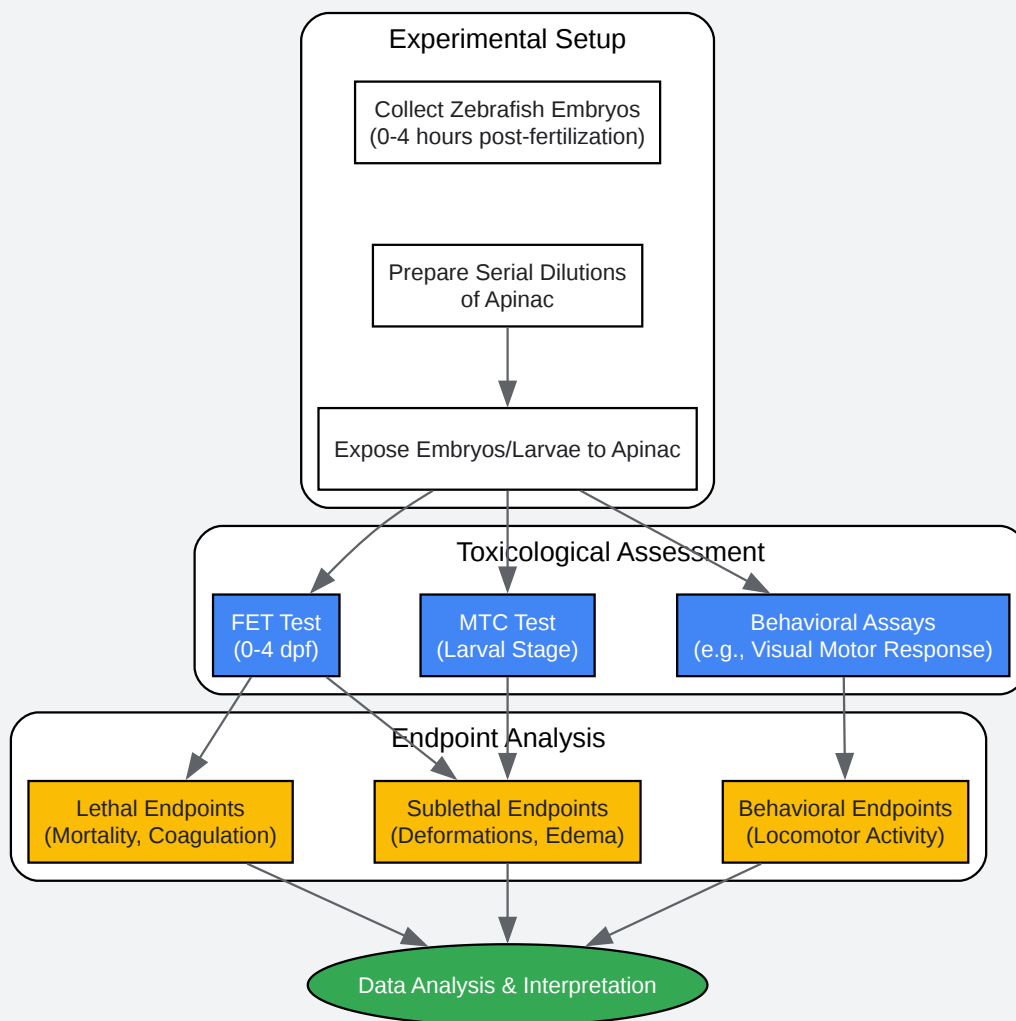 Experimental Setup
Collect Zebrafish Embryos
(0-4 hours post-fertilization)
Prepare Serial Dilutions
of Apinac
Expose Embryos/Larvae to Apinac
Toxicological Assessment
FET Test
(0-4 dpf)
MTC Test
(Larval Stage)
Behavioral Assays
(e.g., Visual Motor Response)
Endpoint Analysis
Lethal Endpoints
(Mortality, Coagulation)
Sublethal Endpoints
(Deformations, Edema)
Behavioral Endpoints
(Locomotor Activity)
Data Analysis & Interpretation